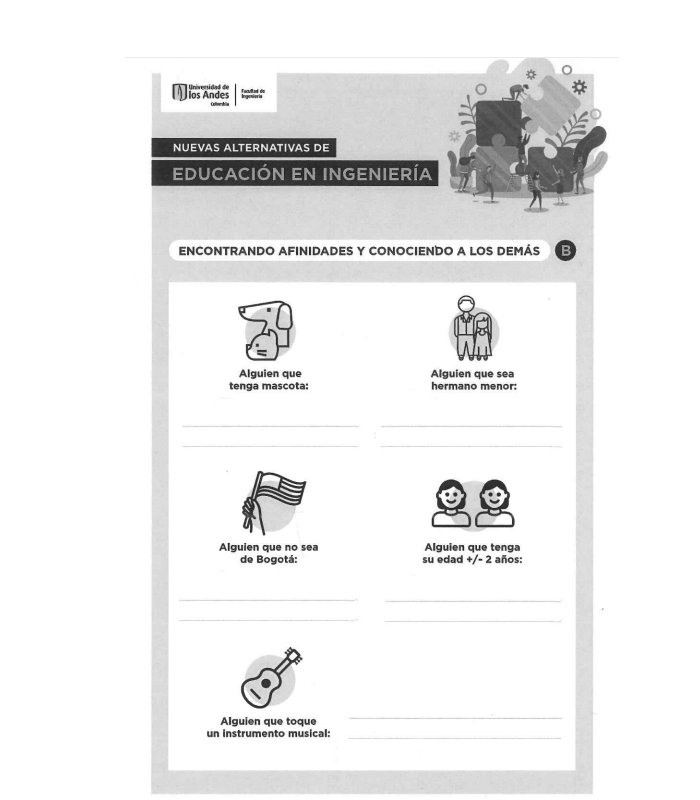 Universidad de
los Andes
Colombia
Facultad de
Ingeniería
NUEVAS ALTERNATIVAS DE
EDUCACIÓN EN INGENIERÍA
ENCONTRANDO AFINIDADES Y CONOCIENDO A LOS DEMÁS B
Alguien que
tenga mascota:
Alguien que sea
hermano menor:
Alguien que no sea
de Bogotá:
Alguien que tenga
su edad +/- 2 años:
Alguien que toque
un instrumento musical: